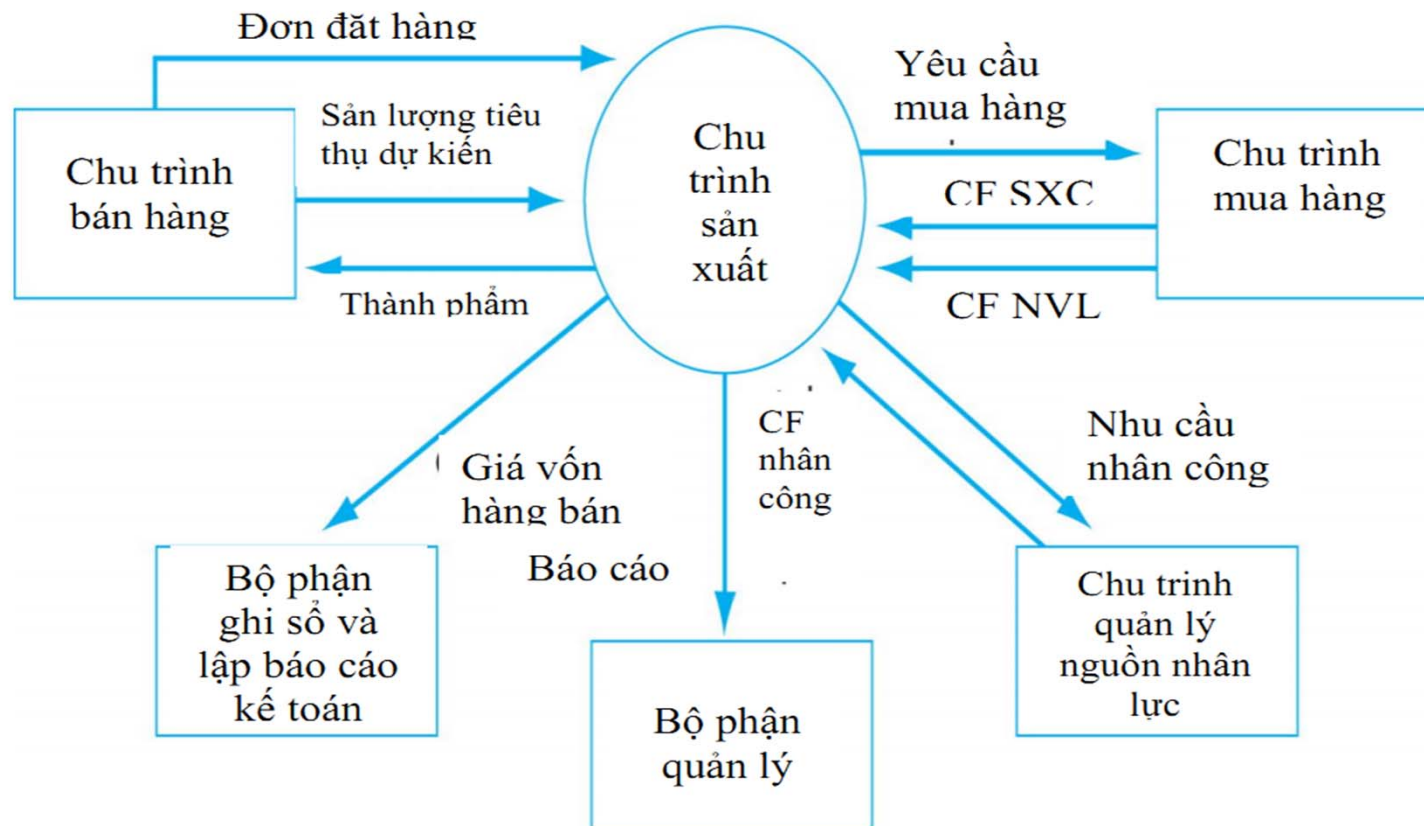 Đơn đăt hàng
Sản lượng tiêu
thụ dự kiến
Chu trình
bán hàng
Thành phẩm
Chu
trình
sản
xuất
Yêu cầu
mua hàng
CF SXC
CF NVL
Chu trình
mua hàng
Giá vốn
hàng bán
Báo cáo
CF
nhân
công
Nhu cầu
nhân công
Bộ phận
ghi sổ và
lập báo cáo
kế toán
Bộ phận
quản lý
Chu trinh
quản lý
nguồn nhân
lực